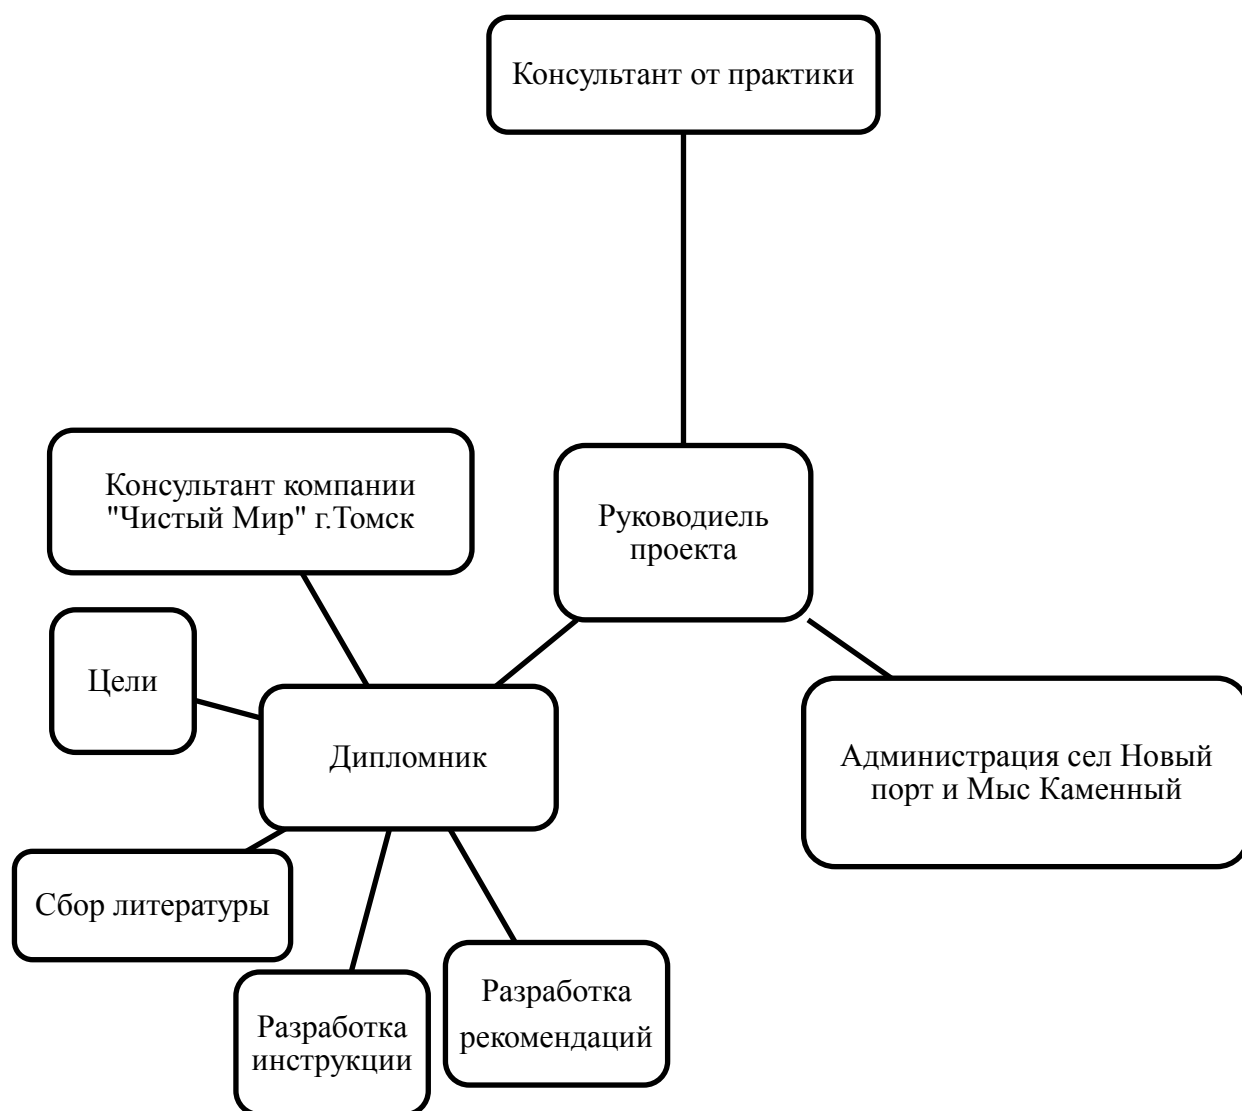 Консультант от практики
Консультант компании
"Чистый Мир" г.Томск
Руководиель
проекта
Цели
Дипломник
Администрация сел Новый
порт и Мыс Каменный
Сбор литературы
Разработка
инструкции
Разработка
рекомендаций